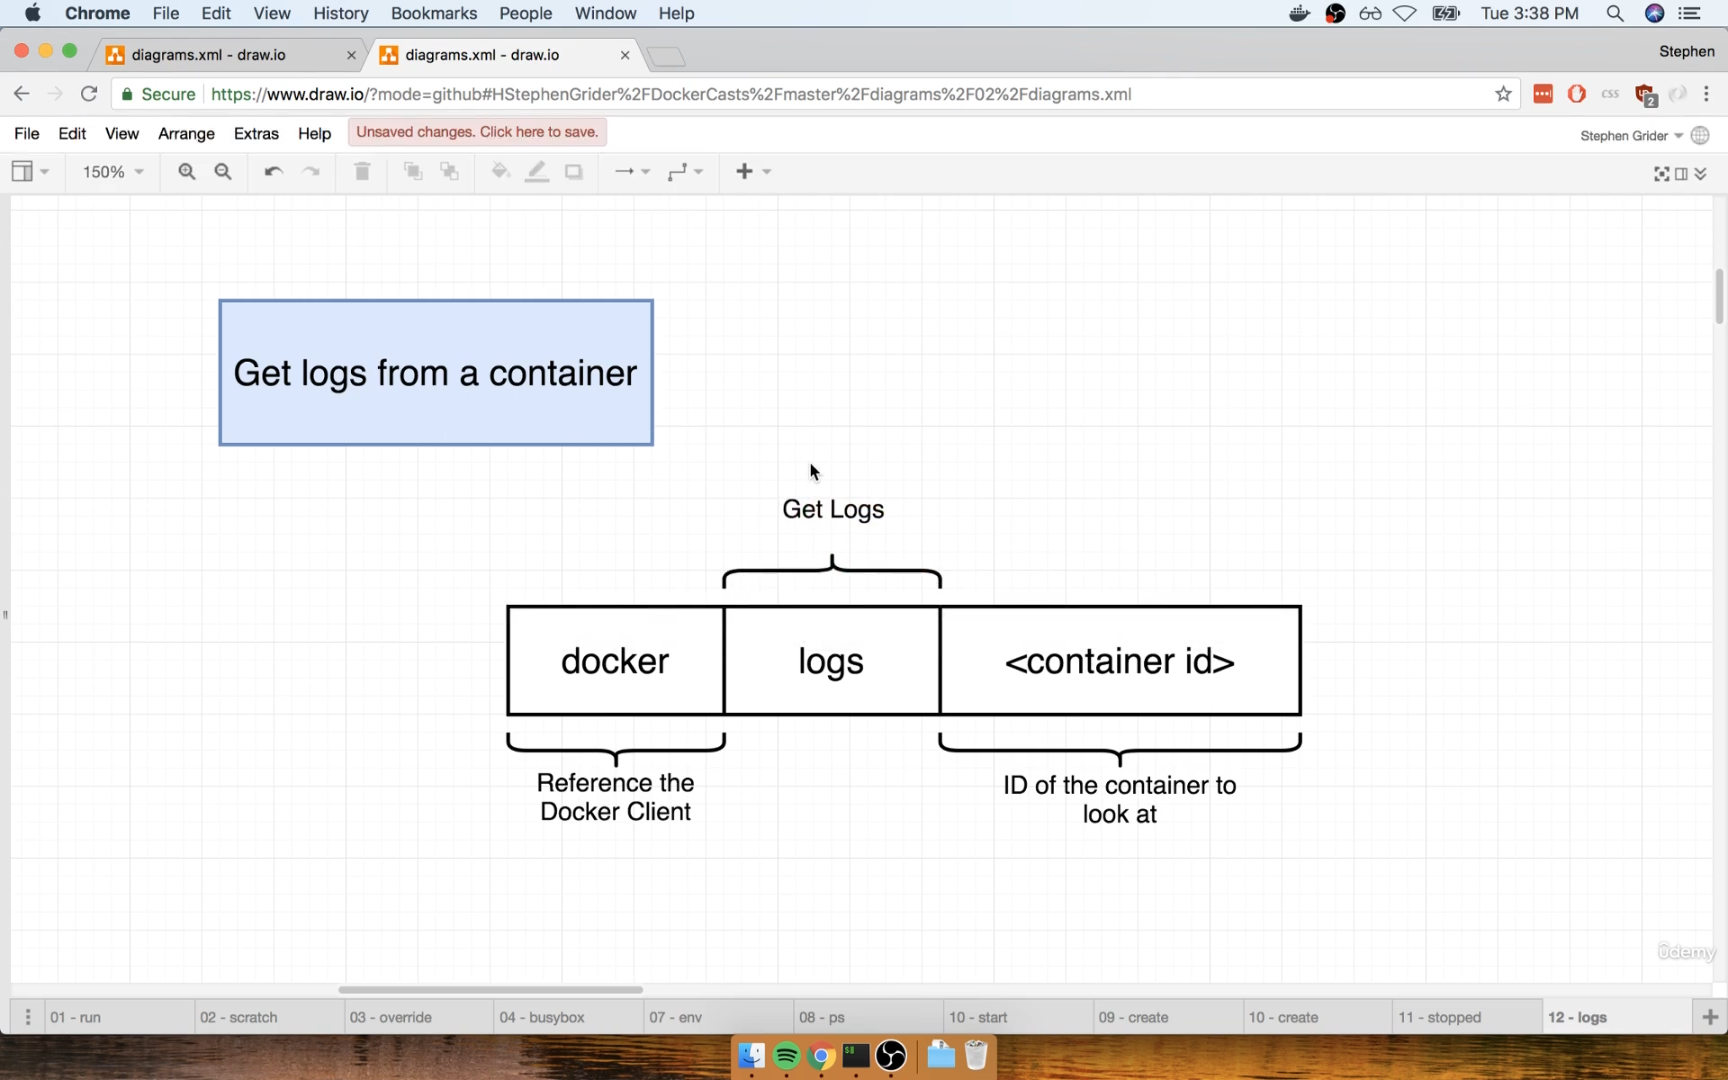 Chrome File Edit View History Bookmarks People Window Help Tue 3:38 PM
diagrams.xml - draw.io diagrams.xml - draw.io Stephen
Secure https://www.draw.io/?mode=github#HStephenGrider%2FDockerCasts%2Fmaster%2Fdiagrams%2F02%2Fdiagrams.xml css 2
File Edit View Arrange Extras Help Unsaved changes. Click here to save. Stephen Grider
150%
Get logs from a container
Get Logs
docker logs <container id>
Reference the
Docker Client
ID of the container to
look at
ûdemy
01 - run 02 - scratch 03 - override 04 - busybox 07 - env 08 - ps 10 - start 09 - create 10 - create 11 - stopped 12 - logs